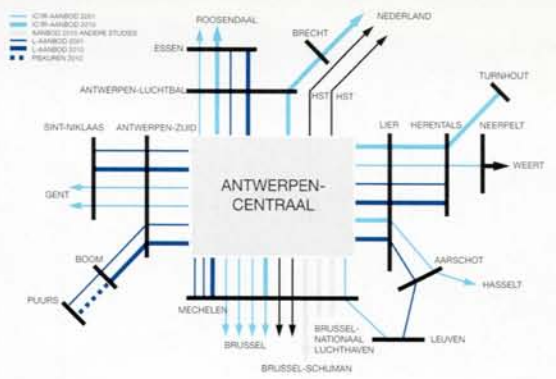 IC/IR-AANBOD 2001
IC/IR-AANBOD 2010
AANBOD 2010 ANDERE STUDIES
L-AANBOD 2001
L-AANBOD 2010
PIEKUREN 2010
ROOSENDAAL
NEDERLAND
BRECHT
ESSEN
TURNHOUT
ANTWERPEN-LUCHTBAL
HST
HST
SINT-NIKLAAS
ANTWERPEN-ZUID
LIER
HERENTALS
NEERPELT
WEERT
ANTWERPEN-
CENTRAAL
GENT
BOOM
AARSCHOT
PUURS
HASSELT
MECHELEN
BRUSSEL
BRUSSEL-
NATIONAAL
LUCHTHAVEN
LEUVEN
BRUSSEL-SCHUMAN